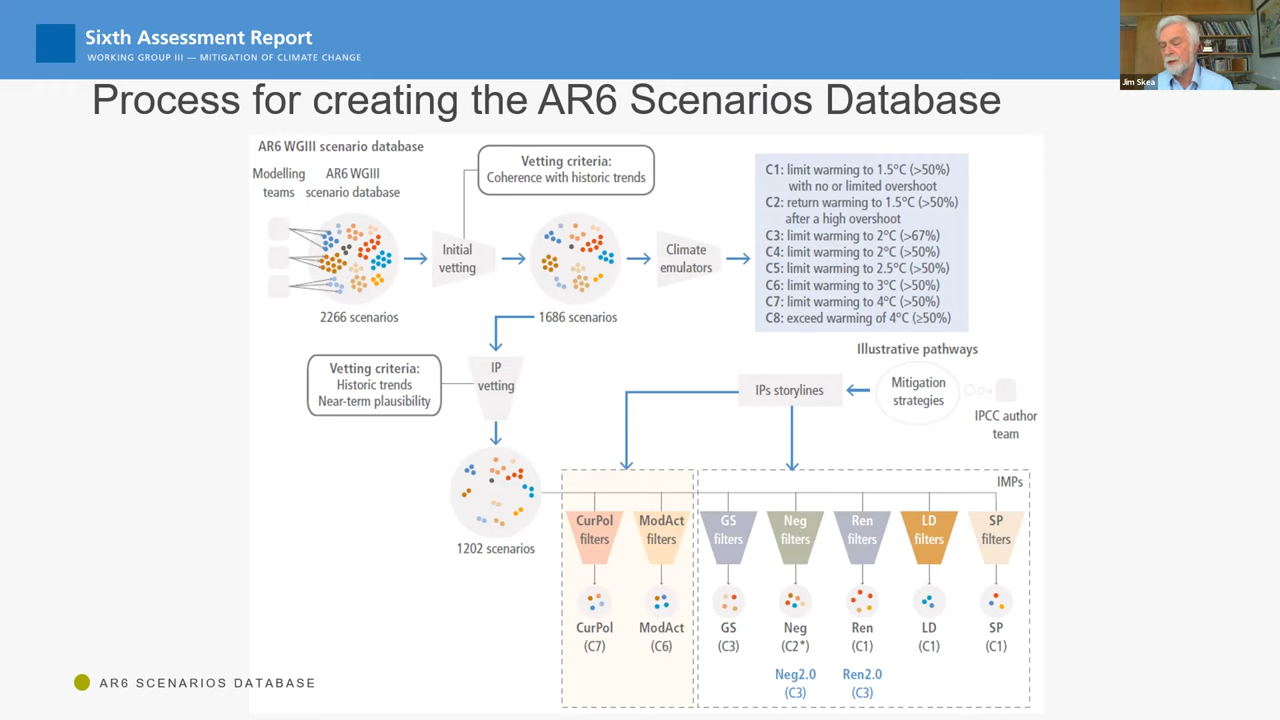 Sixth Assessment Report
WORKING GROUP III — MITIGATION OF CLIMATE CHANGE
Jim Skea
Process for creating the AR6 Scenarios Database
AR6 WGIII scenario database
Modelling
teams
AR6 WGIII
scenario database
2266 scenarios
Initial
vetting
Vetting criteria:
Coherence with historic trends
1686 scenarios
Climate
emulators
C1: limit warming to 1.5°C (>50%)
with no or limited overshoot
C2: return warming to 1.5°C (>50%)
after a high overshoot
C3: limit warming to 2°C (>67%)
C4: limit warming to 2°C (>50%)
C5: limit warming to 2.5°C (>50%)
C6: limit warming to 3°C (>50%)
C7: limit warming to 4°C (>50%)
C8: exceed warming of 4°C (≥50%)
Vetting criteria:
Historic trends
Near-term plausibility
IP
vetting
1202 scenarios
Illustrative pathways
IPs storylines
Mitigation
strategies
IPCC author
team
IMPs
CurPol
filters
ModAct
filters
GS
filters
Neg
filters
Ren
filters
LD
filters
SP
filters
CurPol
(C7)
ModAct
(C6)
GS
(C3)
Neg
(C2*)
Ren
(C1)
LD
(C1)
SP
(C1)
Neg2.0
(C3)
Ren2.0
(C3)
AR6 SCENARIOS DATABASE